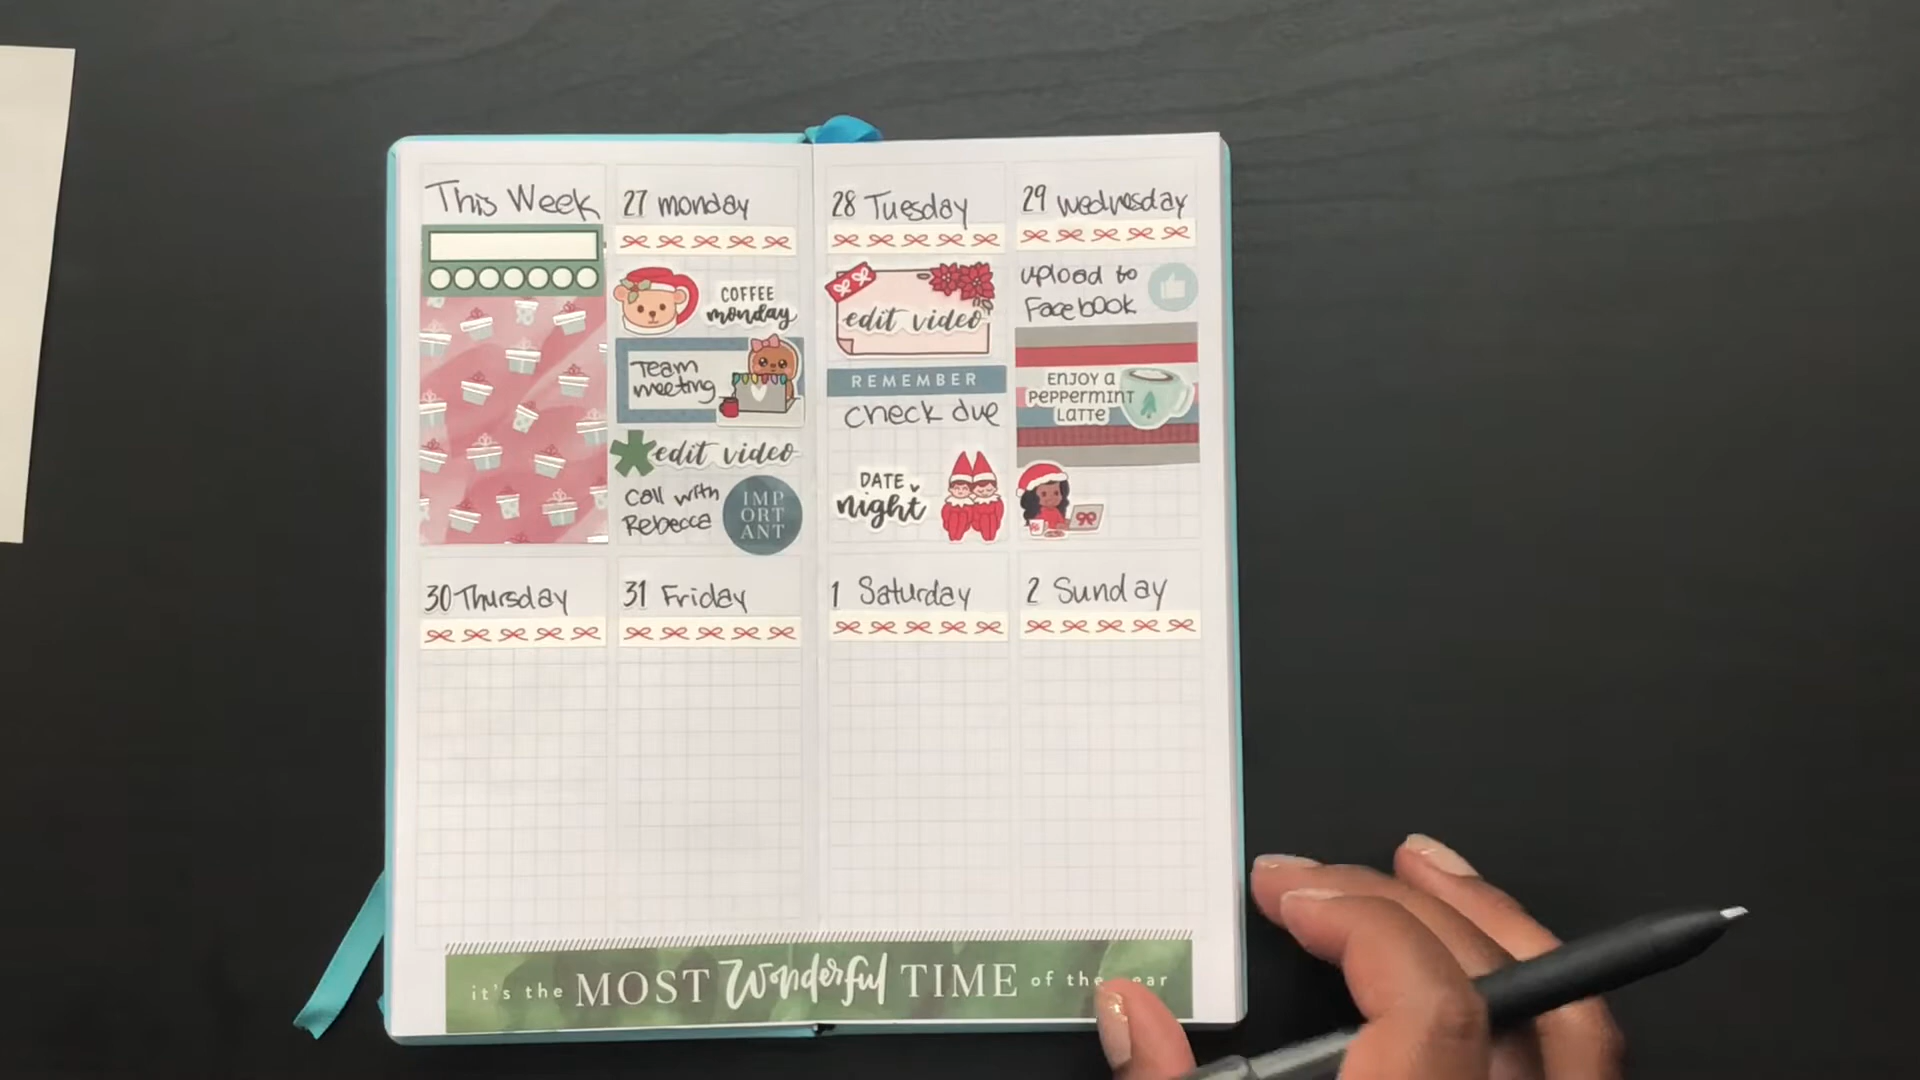 This Week
27 monday
COFFEE
monday
Team
meeting
edit video
Call with
Rebecca
IMP
ORT
ANT
28 Tuesday
edit video
REMEMBER
check due
DATE
night
29 wednesday
upload to
Facebook
ENJOY A
PEPPERMINT
LATTE
30 Thursday
31 Friday
1 Saturday
2 Sunday
it's the MOST Wonderful TIME of the